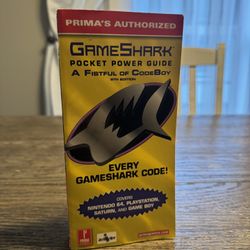 PRIMA'S AUTHORIZED
GAMESHARK
POCKET POWER GUIDE
A FISTFUL OF CODEBOY
EVERY
GAMESHARK CODE!
COVERS
NINTENDO 64, PLAYSTATION,
SATURN, AND GAME BOY